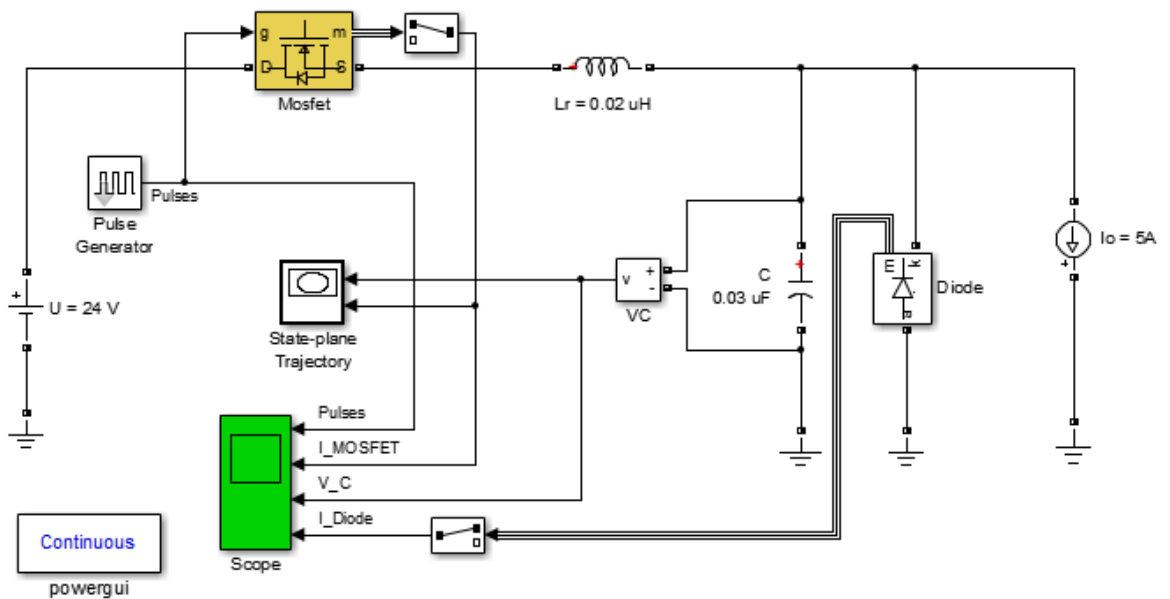 g
m
D
S
Mosfet
Lr = 0.02 uH
Pulses
Pulse
Generator
+
U = 24 V
State-plane
Trajectory
v
+
-
VC
+
C
0.03 uF
m
k
a
Diode
+
Io = 5A
Pulses
I_MOSFET
V_C
I_Diode
Scope
Continuous
powergui